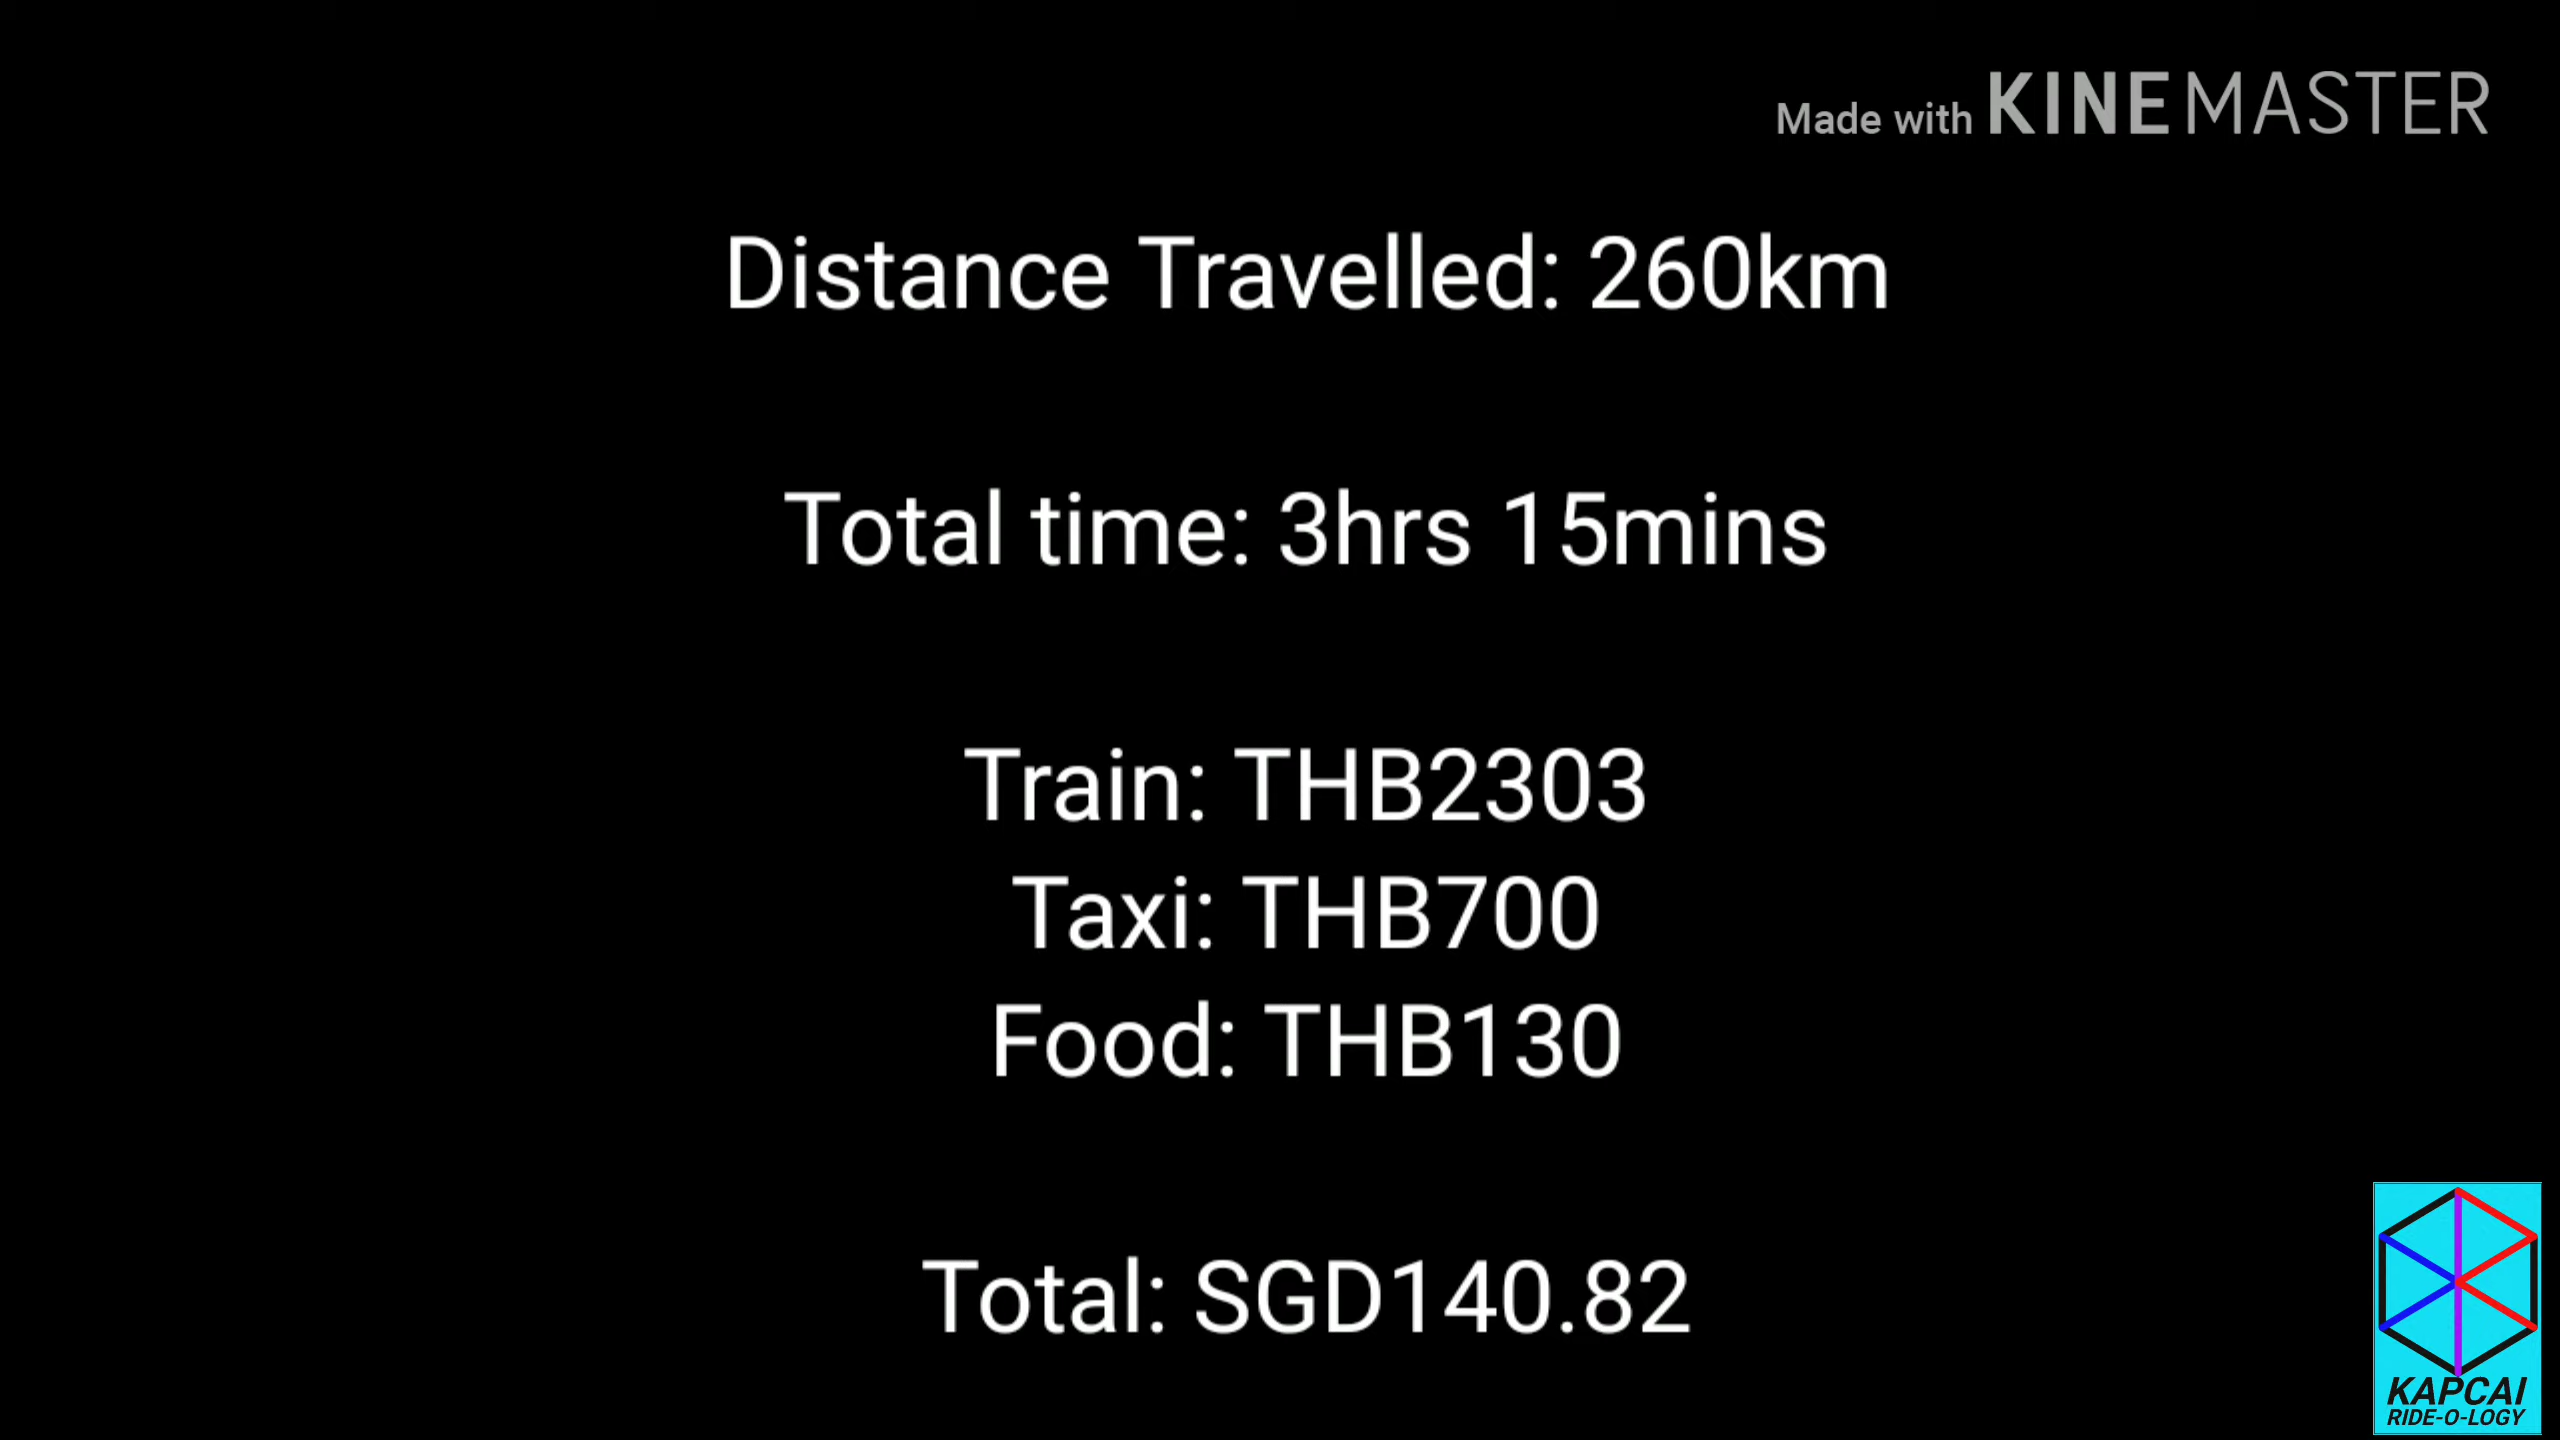 Made with KINEMASTER
Distance Travelled: 260km
Total time: 3hrs 15mins
Train: THB2303
Taxi: THB700
Food: THB130
Total: SGD140.82
KAPCAI
RIDE-O-LOGY